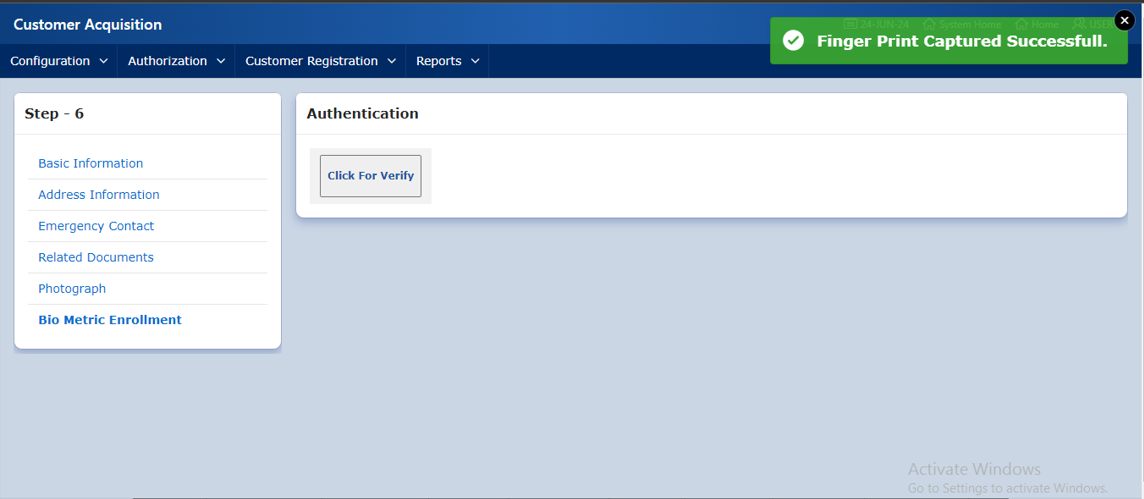 Customer Acquisition
24-JUN-24 System Home Home USER
Finger Print Captured Successfull.
Configuration Authorization Customer Registration Reports
Step - 6
Basic Information
Address Information
Emergency Contact
Related Documents
Photograph
Bio Metric Enrollment
Authentication
Click For Verify
Activate Windows
Go to Settings to activate Windows.